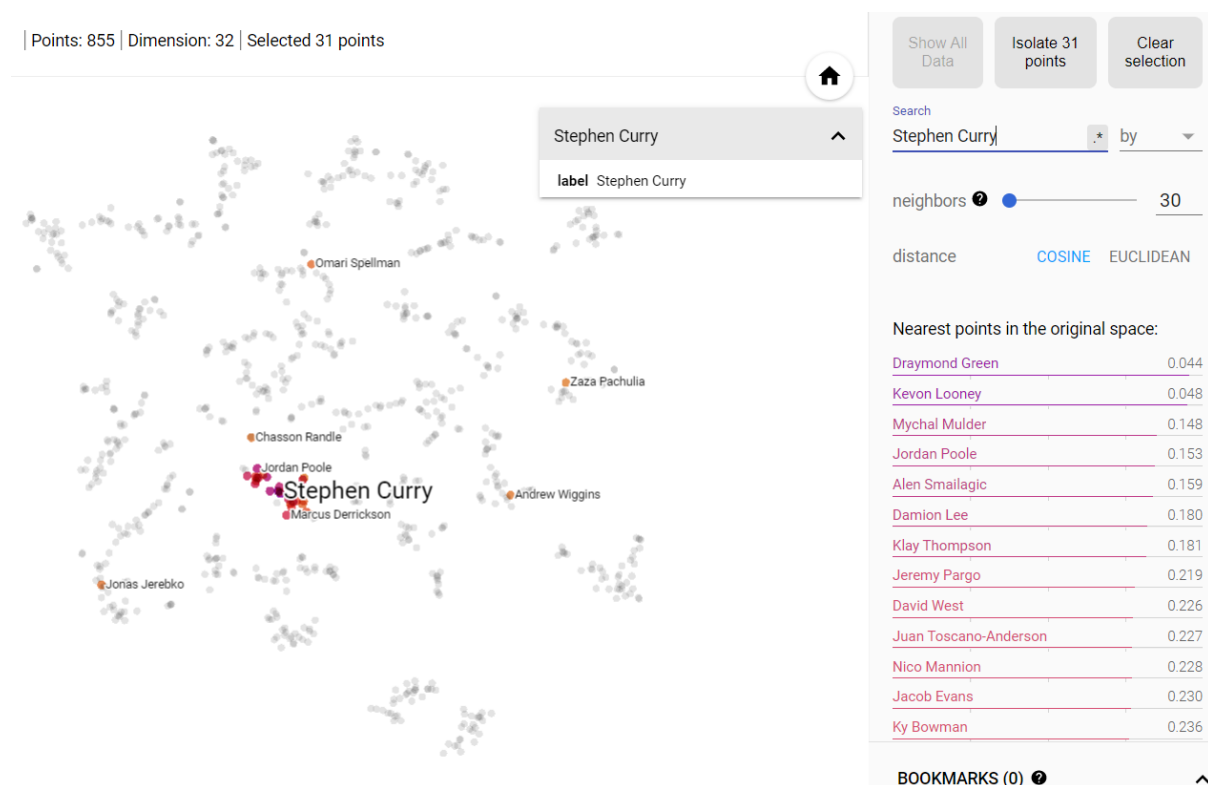 | Points: 855 | Dimension: 32 | Selected 31 points
Show All Data
Isolate 31 points
Clear selection
Search
Stephen Curry .* by
neighbors ? 30
distance COSINE EUCLIDEAN
Nearest points in the original space:
Draymond Green 0.044
Kevon Looney 0.048
Mychal Mulder 0.148
Jordan Poole 0.153
Alen Smailagic 0.159
Damion Lee 0.180
Klay Thompson 0.181
Jeremy Pargo 0.219
David West 0.226
Juan Toscano-Anderson 0.227
Nico Mannion 0.228
Jacob Evans 0.230
Ky Bowman 0.236
BOOKMARKS (0) ?
Stephen Curry
label Stephen Curry
Omari Spellman
Zaza Pachulia
Chasson Randle
Jordan Poole
Stephen Curry
Andrew Wiggins
Marcus Derrickson
Jonas Jerebko